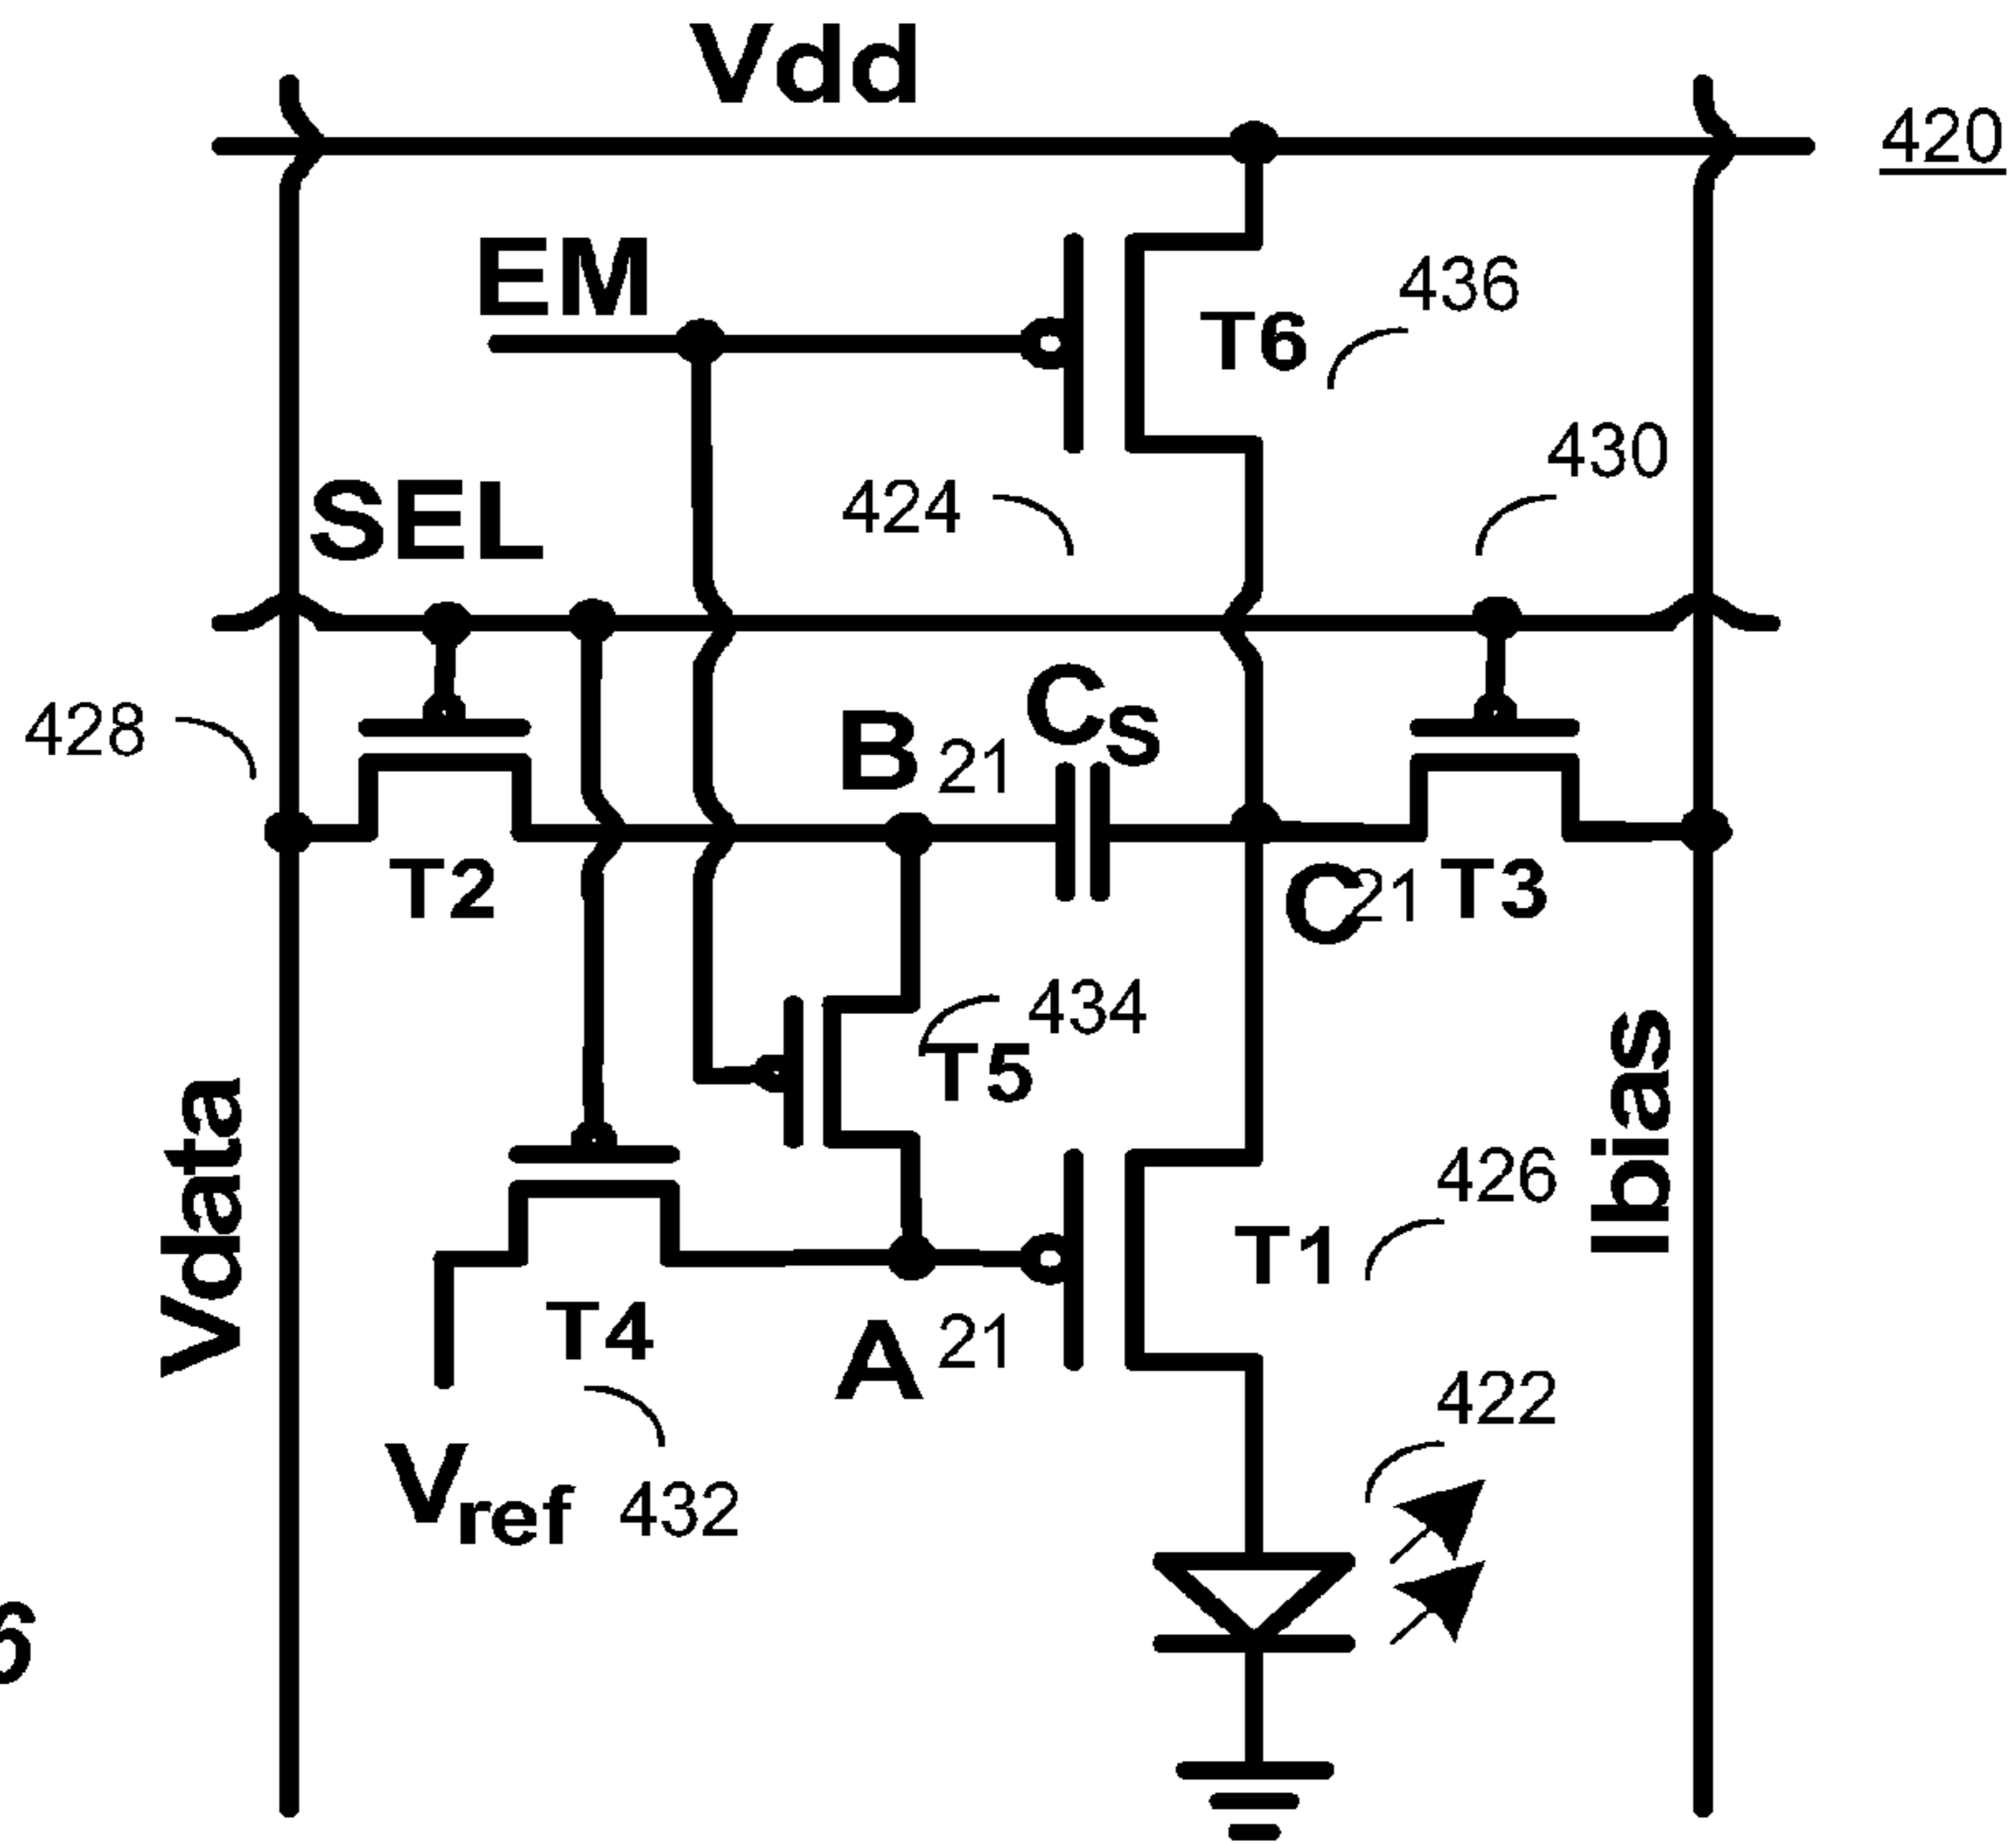 Vdd
420
EM
436
T6
430
SEL
424
Cs
428
B 21
T2
C 21
T3
434
T5
Vdata
Ibias
426
T1
T4
A 21
422
Vref
432
6